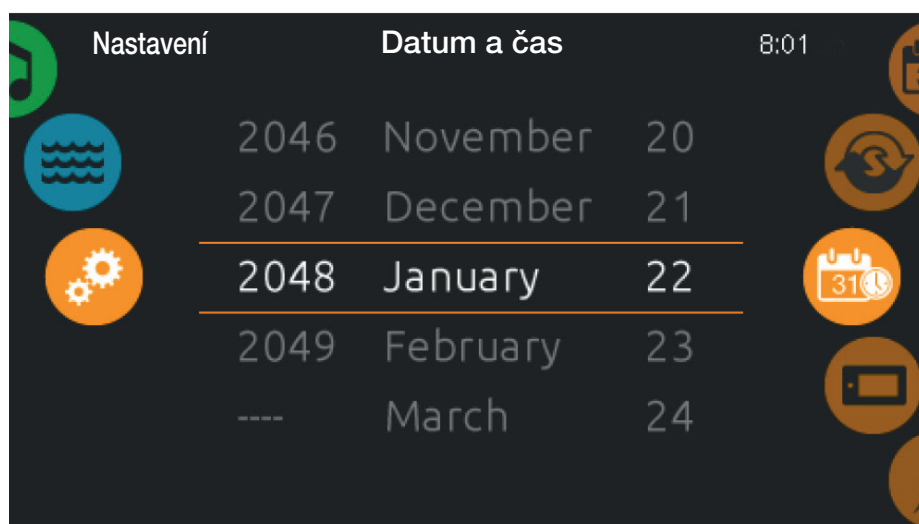 Nastavení Datum a čas 8:01
2046 November 20
2047 December 21
2048 January 22
31
2049 February 23
---- March 24